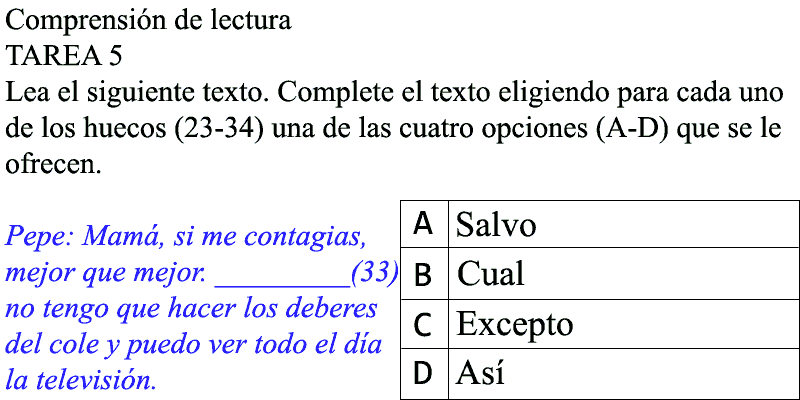 Comprensión de lectura
TAREA 5
Lea el siguiente texto. Complete el texto eligiendo para cada uno
de los huecos (23-34) una de las cuatro opciones (A-D) que se le
ofrecen.
Pepe: Mamá, si me contagias,
mejor que mejor. _________(33)
no tengo que hacer los deberes
del cole y puedo ver todo el día
la televisión.
A Salvo
B Cual
C Excepto
D Así